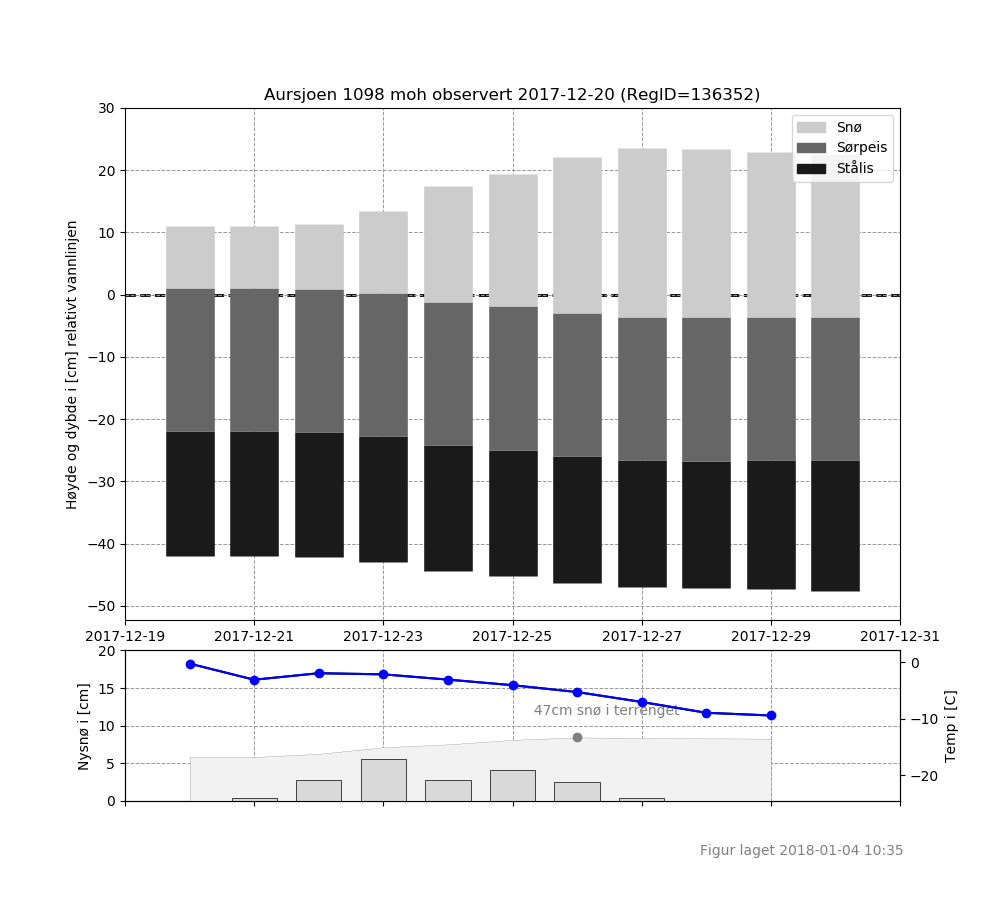 Aursjoen 1098 moh observert 2017-12-20 (RegID=136352)
Høyde og dybde i [cm] relativt vannlinjen
30
20
10
0
−10
−20
−30
−40
−50
Snø
Sørpeis
Stålis
2017-12-19 2017-12-21 2017-12-23 2017-12-25 2017-12-27 2017-12-29 2017-12-31
Nysnø i [cm]
20
15
10
5
0
47cm snø i terrenget
0
−10
−20
Temp i [C]
Figur laget 2018-01-04 10:35